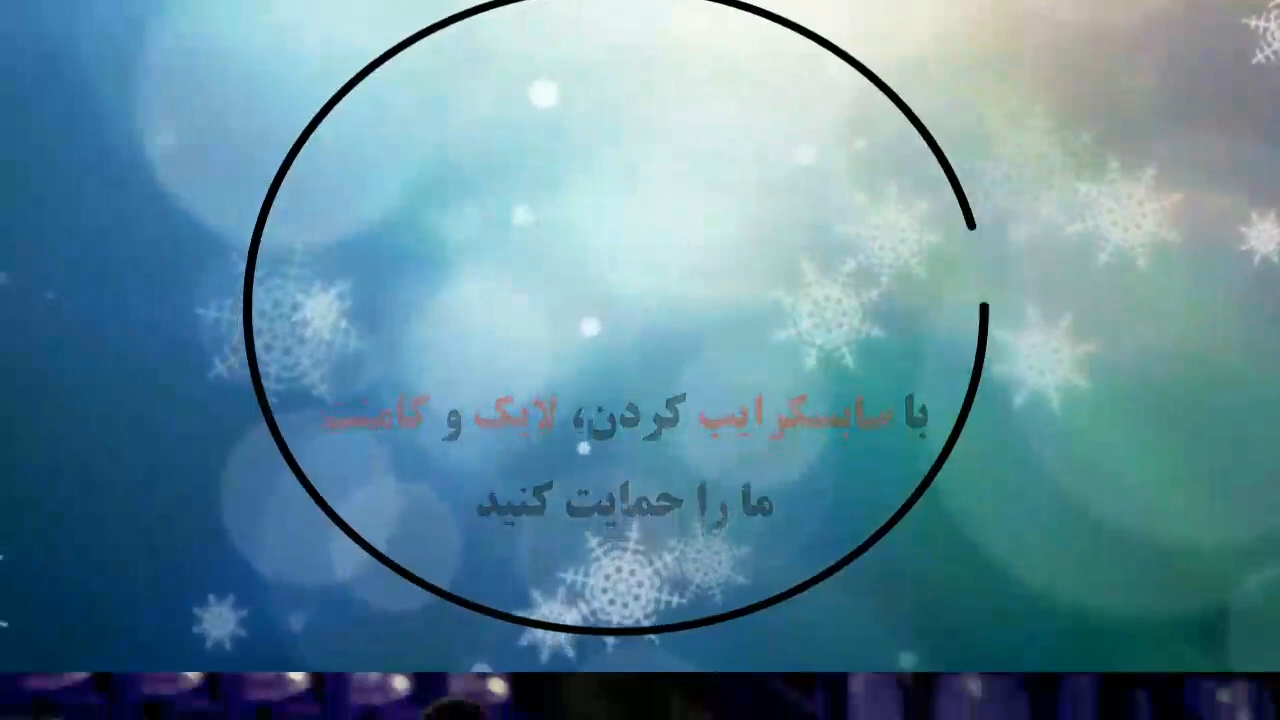 با سابسکرایب کردن، لایک و کامنت
ما را حمایت کنید